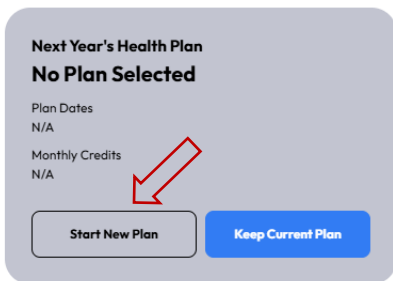 Next Year's Health Plan
No Plan Selected
Plan Dates
N/A
Monthly Credits
N/A
Start New Plan
Keep Current Plan